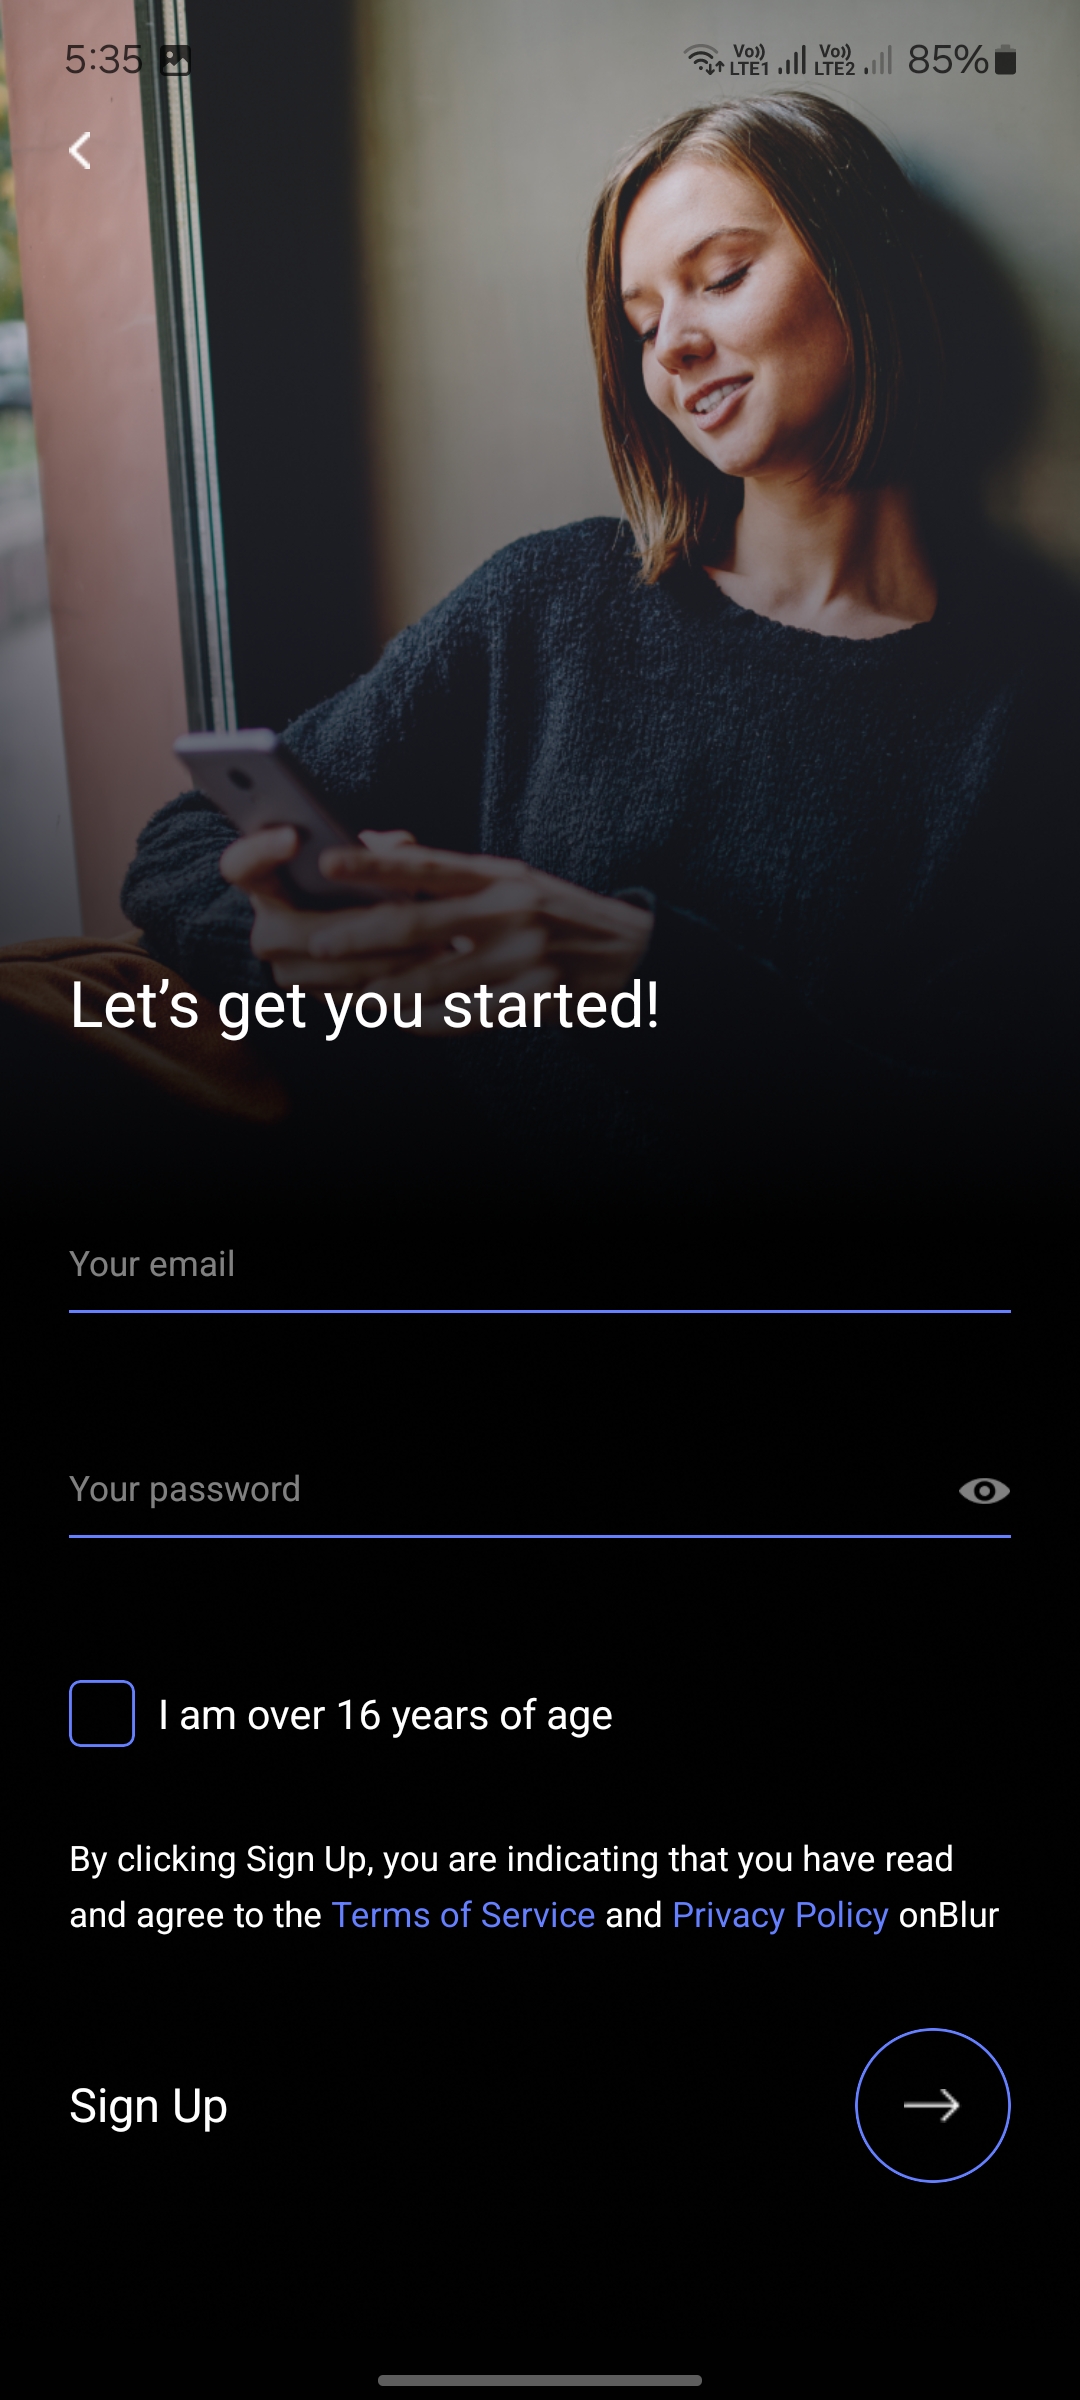 5:35 Vo)) LTE1 Vo)) LTE2 85%
Let’s get you started!
Your email
Your password
I am over 16 years of age
By clicking Sign Up, you are indicating that you have read
and agree to the Terms of Service and Privacy Policy onBlur
Sign Up